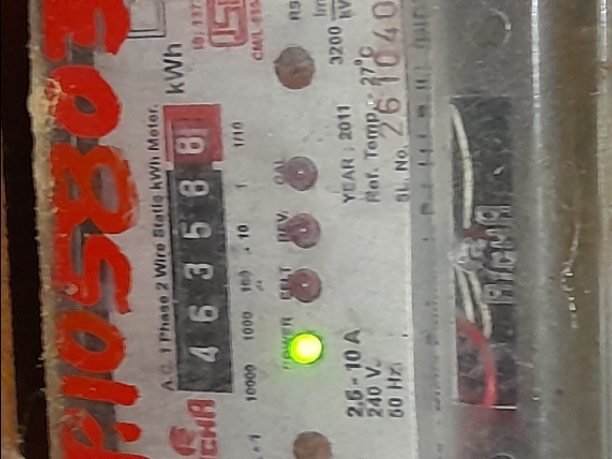 P.105803
A.C. 1 Phase 2 Wire Static kWh Meter.
4 6 3 5 8 8 kWh
10000 1000 100 10 1 1/10
POWER ELT REV. CAL
3200
2.5 - 10 A YEAR : 2011
240 V. Ref. Temp. - 27°C
50 Hz. SL. No. 261040